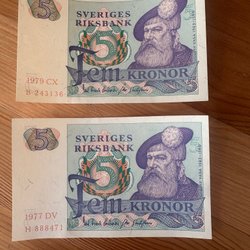 SVERIGES
RIKSBANK
5
Fem KRONOR
1979 CX
B 243136
5
SVERIGES
RIKSBANK
5
Fem KRONOR
1977 DV
H 888471
5